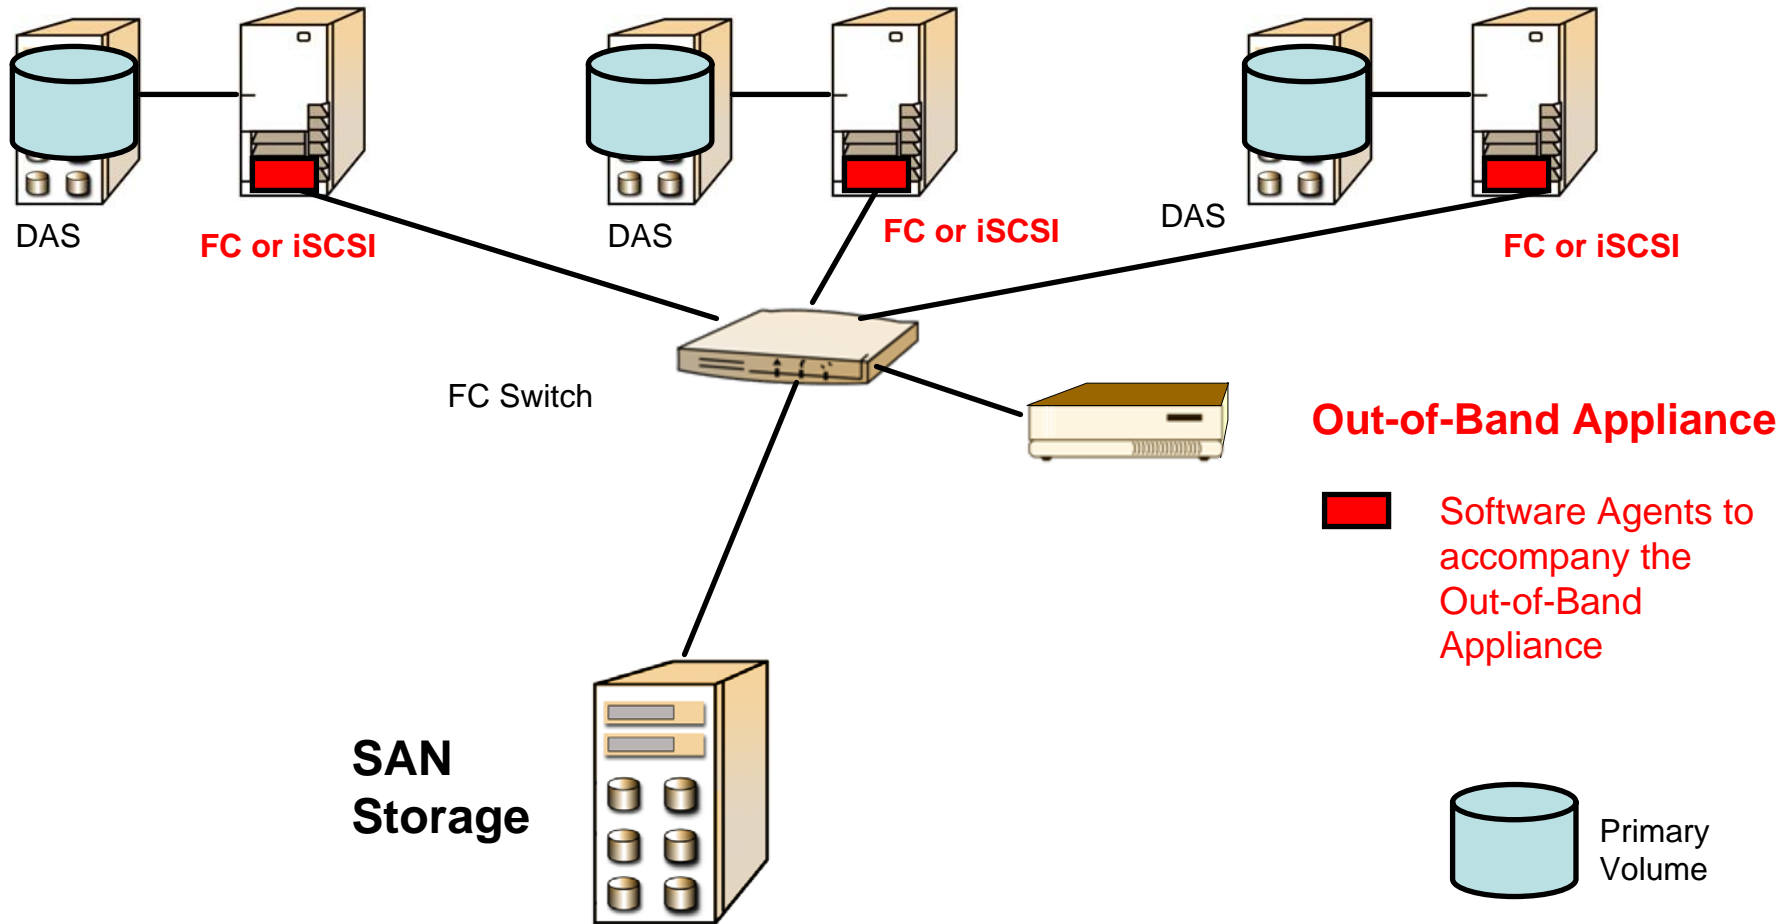 DAS
FC or iSCSI
DAS
FC or iSCSI
DAS
FC or iSCSI
FC Switch
Out-of-Band Appliance
Software Agents to
accompany the
Out-of-Band
Appliance
SAN
Storage
Primary
Volume